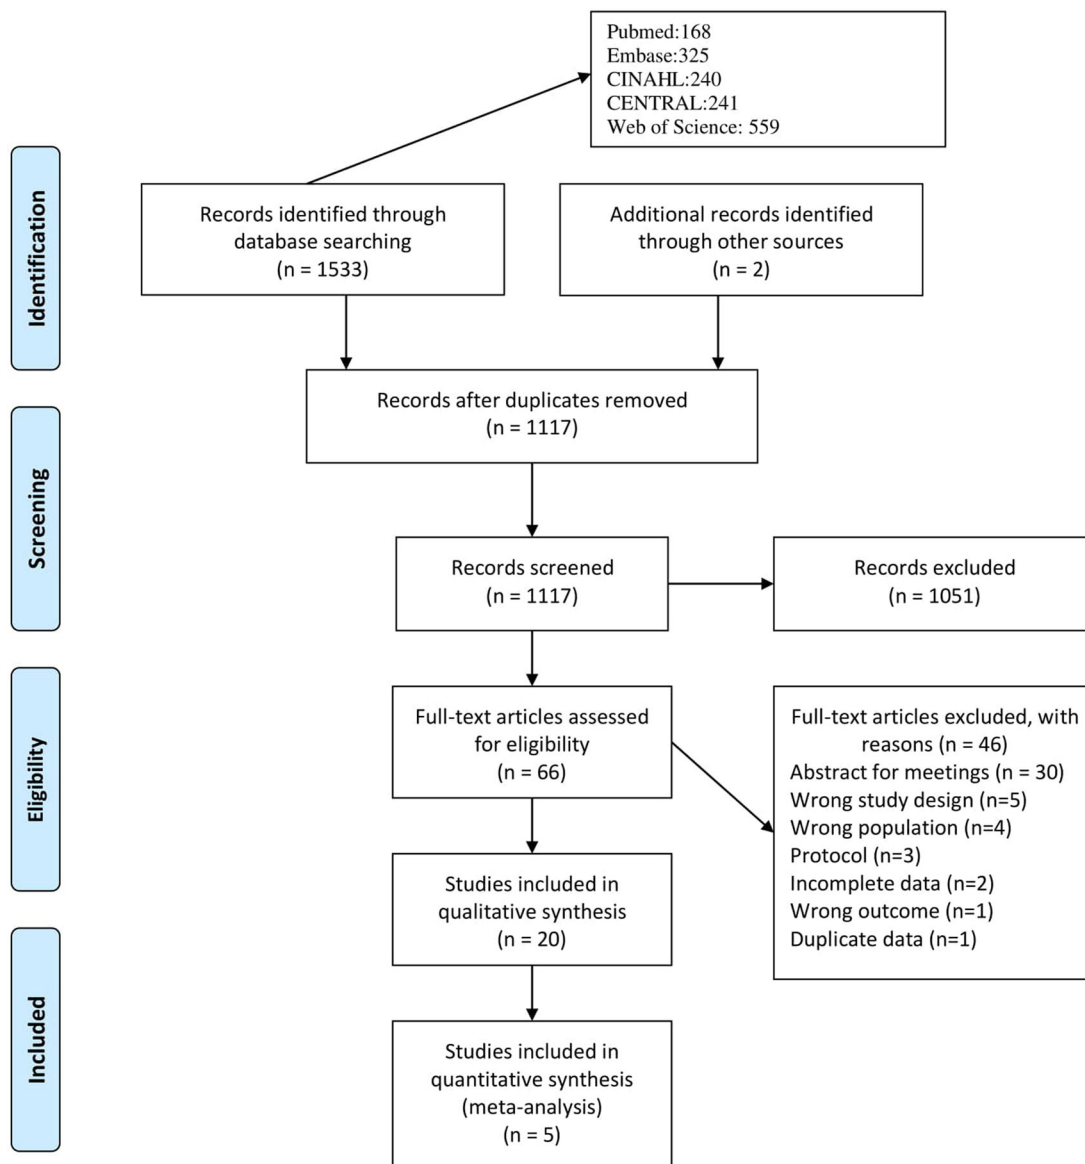 Pubmed:168
Embase:325
CINAHL:240
CENTRAL:241
Web of Science: 559
Identification
Records identified through
database searching
(n = 1533)
Additional records identified
through other sources
(n = 2)
Records after duplicates removed
(n = 1117)
Screening
Records screened
(n = 1117)
Records excluded
(n = 1051)
Eligibility
Full-text articles assessed
for eligibility
(n = 66)
Full-text articles excluded, with
reasons (n = 46)
Abstract for meetings (n = 30)
Wrong study design (n=5)
Wrong population (n=4)
Protocol (n=3)
Incomplete data (n=2)
Wrong outcome (n=1)
Duplicate data (n=1)
Studies included in
qualitative synthesis
(n = 20)
Included
Studies included in
quantitative synthesis
(meta-analysis)
(n = 5)